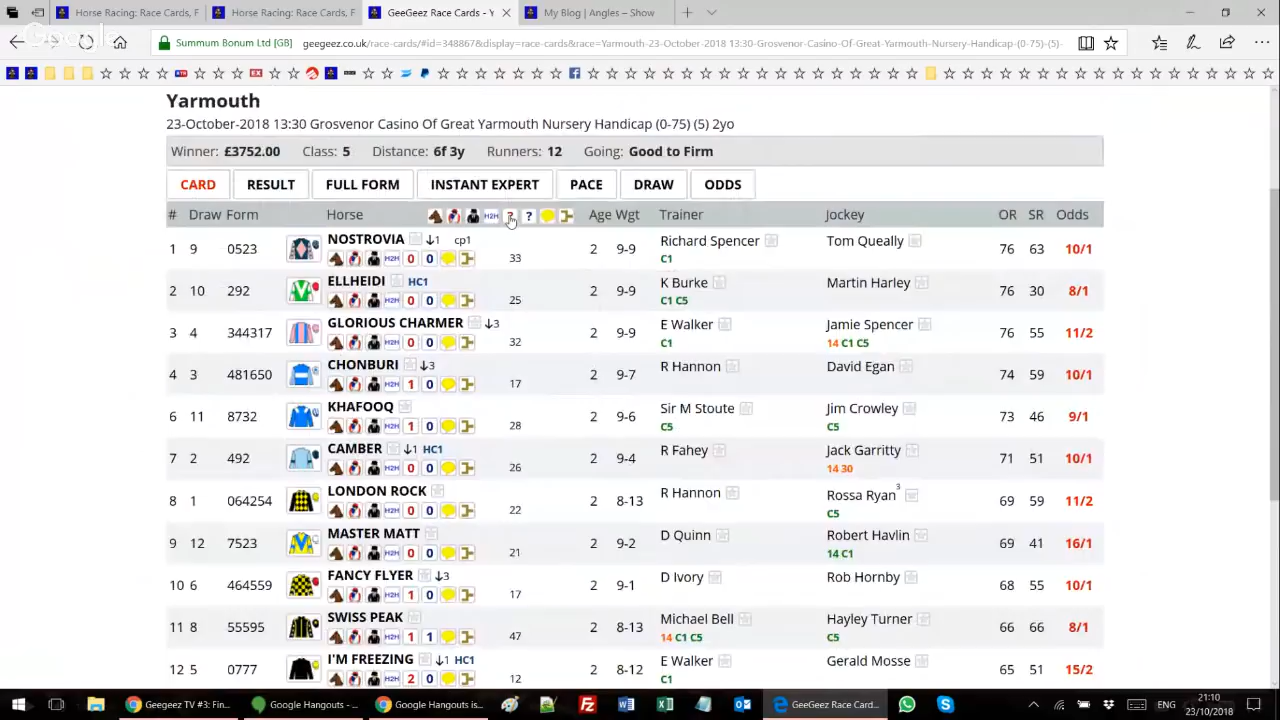 Horse Racing: Race Cards, F
Horse Racing: Race Cards, F
GeeGeez Race Cards -
My Blog | Angles – Show
Google
Summum Bonum Ltd [GB]
geegeez.co.uk/race-cards/#id=348867&display=race-cards&race=Yarmouth-23-October-2018 13:30-Grosvenor-Casino-Of-Great-Yarmouth-Nursery-Handicap-(0-75)-(5)-
Yarmouth
23-October-2018 13:30 Grosvenor Casino Of Great Yarmouth Nursery Handicap (0-75) (5) 2yo
Winner: £3752.00 Class: 5 Distance: 6f 3y Runners: 12 Going: Good to Firm
CARD RESULT FULL FORM INSTANT EXPERT PACE DRAW ODDS
# Draw Form Horse H2H ? ? Age Wgt Trainer Jockey OR SR Odds
1 9 0523 NOSTROVIA ↓1 cp1 2 9-9 Richard Spencer Tom Queally 76 63 10/1
H2H 0 0 33 C1
2 10 292 ELLHEIDI HC1 2 9-9 K Burke Martin Harley 76 30 8/1
H2H 0 0 25 C1 C5
3 4 344317 GLORIOUS CHARMER ↓3 2 9-9 E Walker Jamie Spencer 76 55 11/2
H2H 0 0 32 C1 14 C1 C5
4 3 481650 CHONBURI ↓3 2 9-7 R Hannon David Egan 74 59 10/1
H2H 1 0 17
6 11 8732 KHAFOOQ 2 9-6 Sir M Stoute Jim Crowley 73 46 9/1
H2H 1 0 28 C5 C5
7 2 492 CAMBER ↓1 HC1 2 9-4 R Fahey Jack Garritty 71 51 10/1
H2H 0 0 26 14 30
8 1 064254 LONDON ROCK 2 8-13 R Hannon Rossa Ryan 3 69 59 11/2
H2H 0 0 22 C5
9 12 7523 MASTER MATT 2 9-2 D Quinn Robert Havlin 69 41 16/1
H2H 0 0 21 14 C1
10 6 464559 FANCY FLYER ↓3 2 9-1 D Ivory Rob Hornby 68 55 10/1
H2H 1 0 17
11 8 55595 SWISS PEAK 2 8-13 Michael Bell Hayley Turner 66 66 8/1
H2H 1 1 47 14 C1 C5 C5
12 5 0777 I'M FREEZING ↓1 HC1 2 8-12 E Walker Gerald Mosse 65 51 15/2
H2H 2 0 12 C1
Geegeez TV #3: Fin...
Google Hangouts - ...
Google Hangouts is...
GeeGeez Race Card...
ENG
21:10
23/10/2018